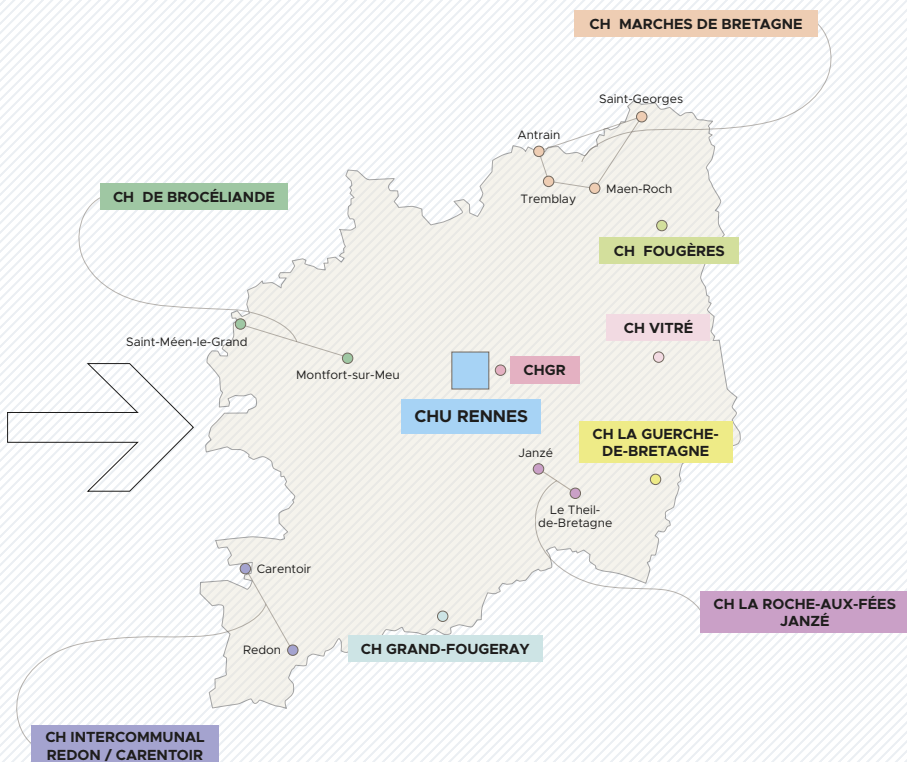 CH MARCHES DE BRETAGNE
Saint-Georges
Antrain
Tremblay
Maen-Roch
CH DE BROCÉLIANDE
CH FOUGÈRES
CH VITRÉ
Saint-Méen-le-Grand
Montfort-sur-Meu
CHGR
CHU RENNES
CH LA GUERCHE-
DE-BRETAGNE
Janzé
Le Theil-
de-Bretagne
Carentoir
CH LA ROCHE-AUX-FÉES
JANZÉ
Redon
CH GRAND-FOUGERAY
CH INTERCOMMUNAL
REDON / CARENTOIR